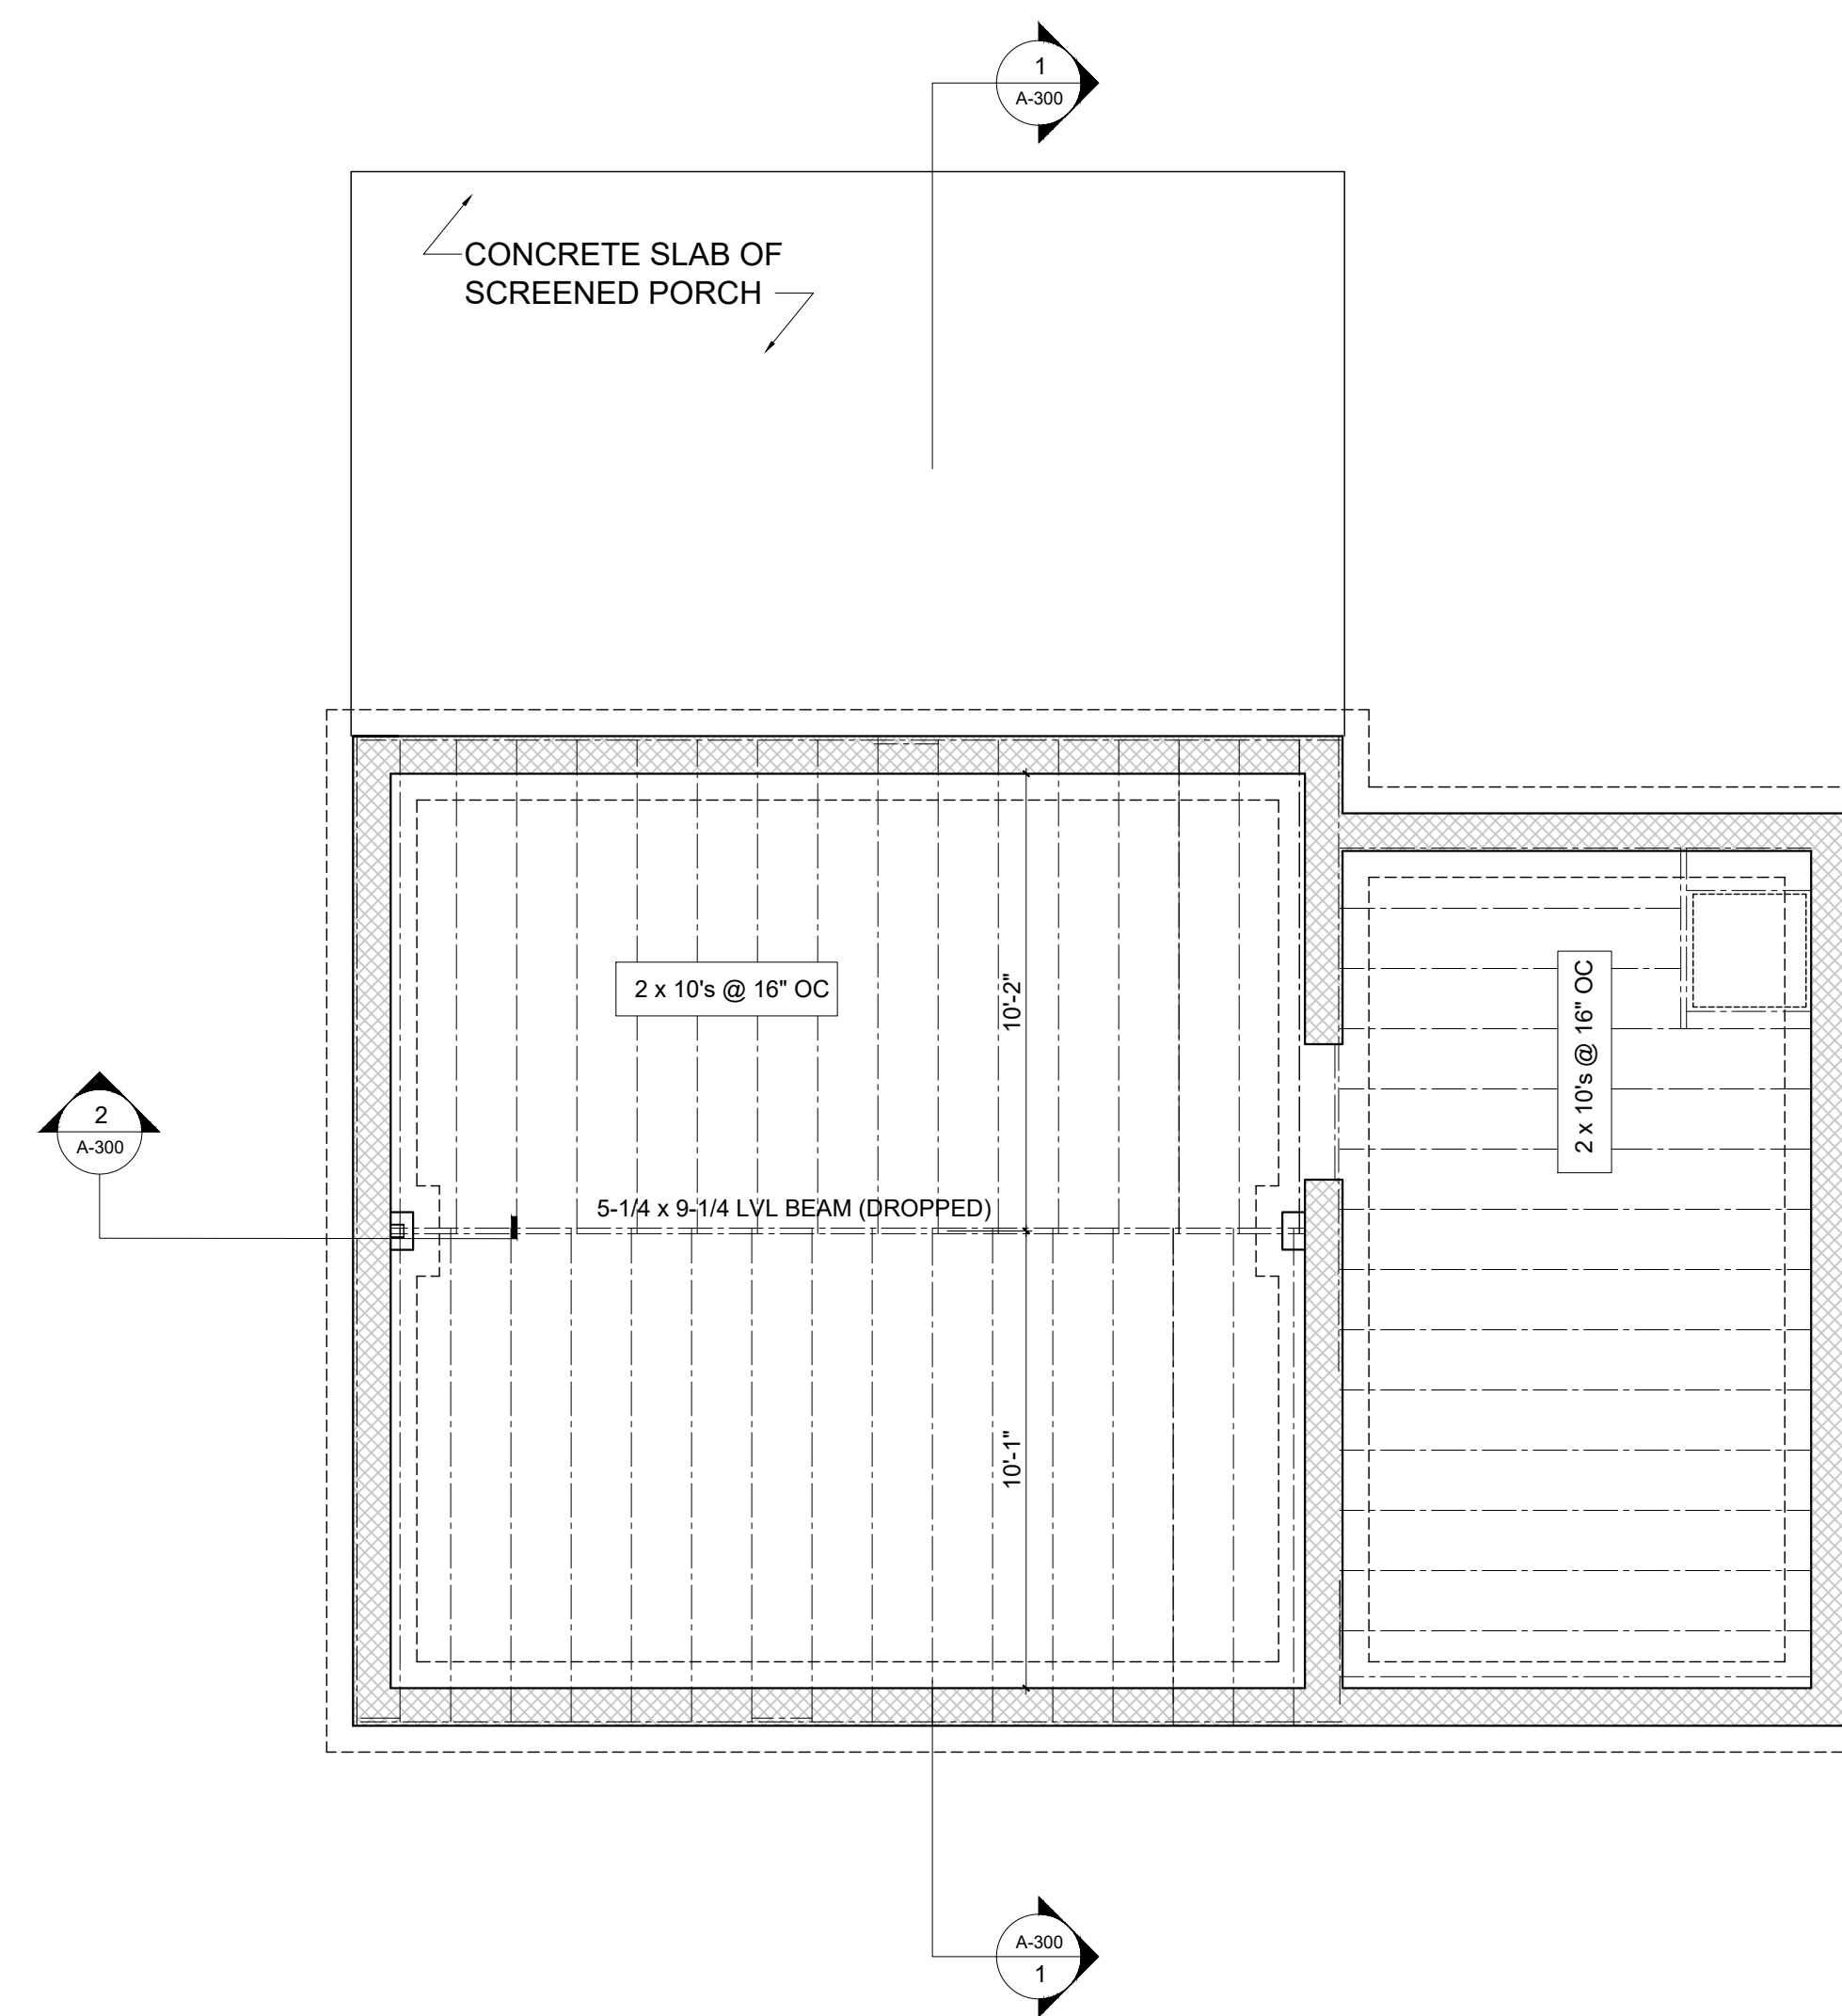 1
A-300
CONCRETE SLAB OF
SCREENED PORCH
2 x 10's @ 16" OC
10'-2"
2 x 10's @ 16" OC
2
A-300
5-1/4 x 9-1/4 LVL BEAM (DROPPED)
10'-1"
A-300
1